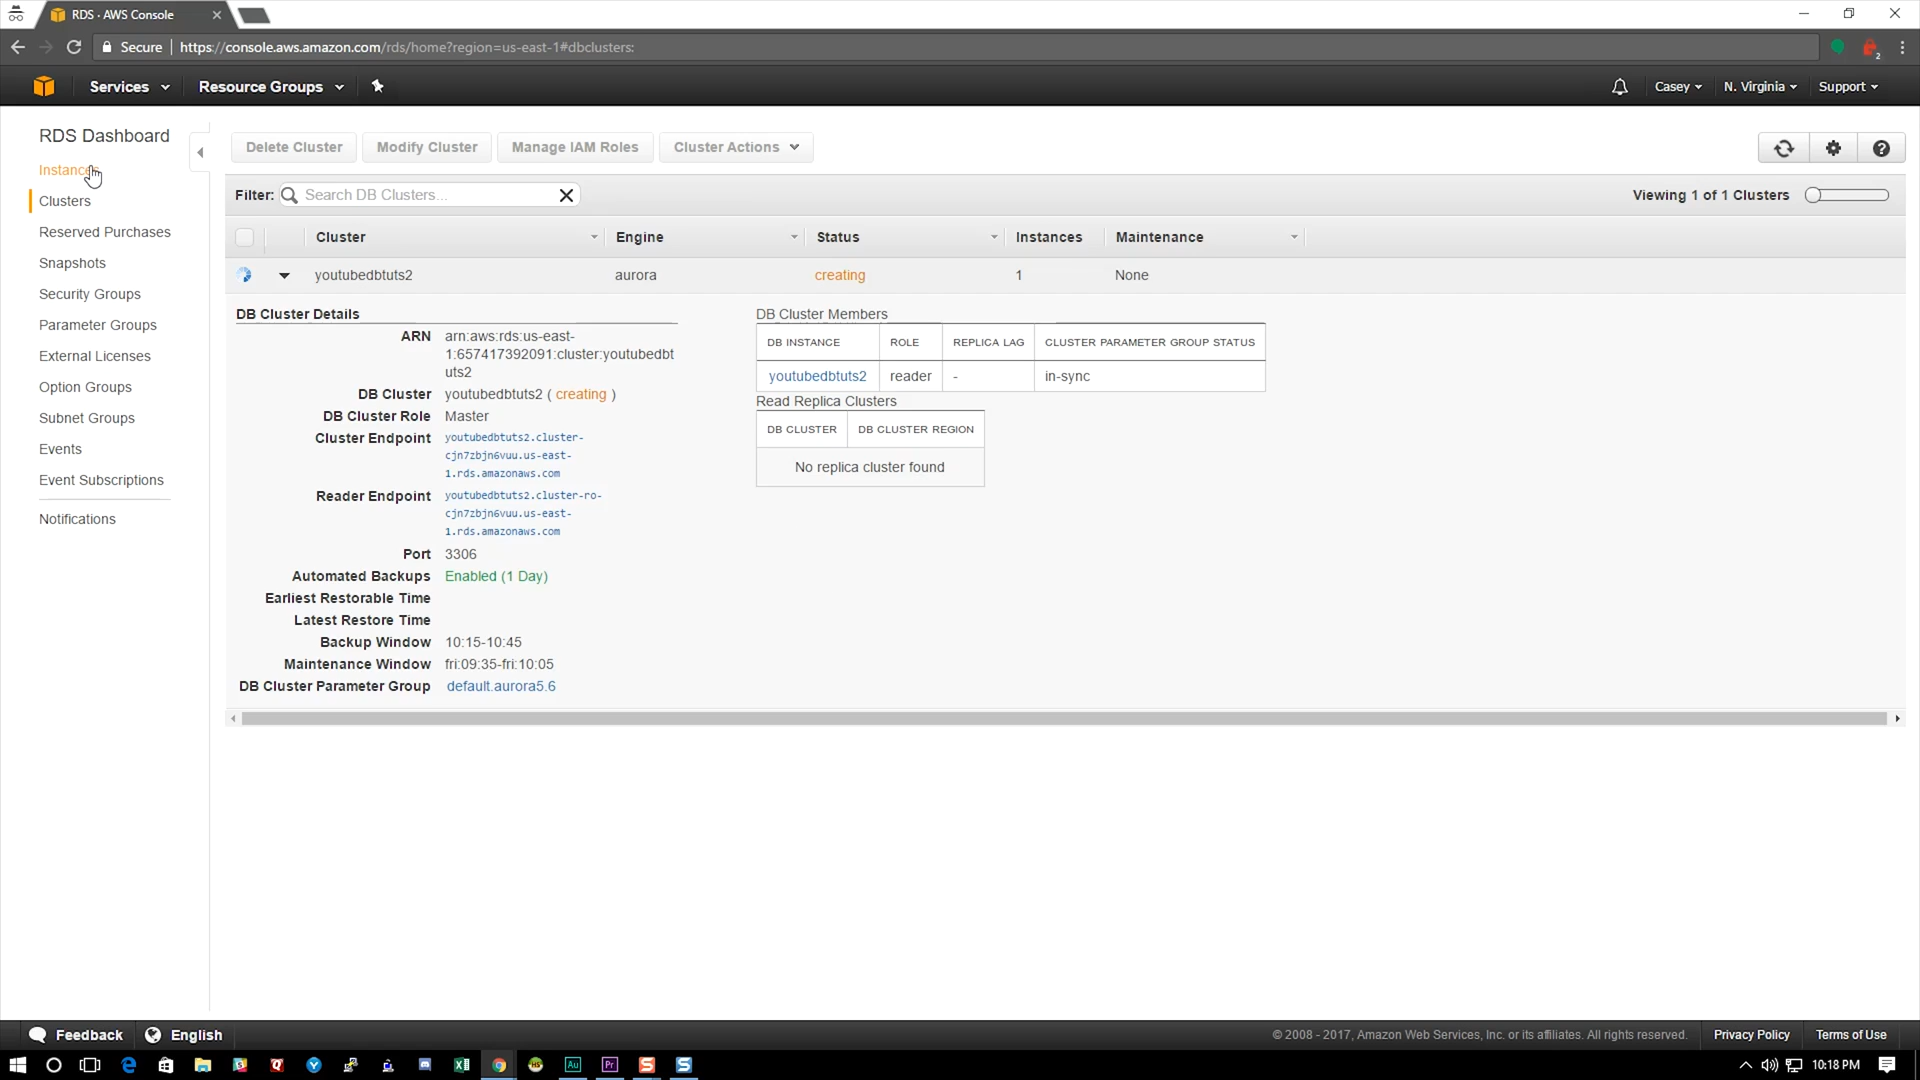 RDS · AWS Console
Secure | https://console.aws.amazon.com/rds/home?region=us-east-1#dbclusters:
2
Services
Resource Groups
Casey
N. Virginia
Support
RDS Dashboard
Instances
Clusters
Reserved Purchases
Snapshots
Security Groups
Parameter Groups
External Licenses
Option Groups
Subnet Groups
Events
Event Subscriptions
Notifications
Delete Cluster
Modify Cluster
Manage IAM Roles
Cluster Actions
Filter:
Search DB Clusters...
Viewing 1 of 1 Clusters
Cluster Engine Status Instances Maintenance
youtubedbtuts2 aurora creating 1 None
DB Cluster Details
ARN arn:aws:rds:us-east-
1:657417392091:cluster:youtubedbt
uts2
DB Cluster youtubedbtuts2 ( creating )
DB Cluster Role Master
Cluster Endpoint youtubedbtuts2.cluster-
cjn7zbjn6vuu.us-east-
1.rds.amazonaws.com
Reader Endpoint youtubedbtuts2.cluster-ro-
cjn7zbjn6vuu.us-east-
1.rds.amazonaws.com
Port 3306
Automated Backups Enabled (1 Day)
Earliest Restorable Time
Latest Restore Time
Backup Window 10:15-10:45
Maintenance Window fri:09:35-fri:10:05
DB Cluster Parameter Group default.aurora5.6
DB Cluster Members
DB INSTANCE ROLE REPLICA LAG CLUSTER PARAMETER GROUP STATUS
youtubedbtuts2 reader - in-sync
Read Replica Clusters
DB CLUSTER DB CLUSTER REGION
No replica cluster found
Feedback
English
© 2008 - 2017, Amazon Web Services, Inc. or its affiliates. All rights reserved.
Privacy Policy
Terms of Use
Au
Pr
10:18 PM